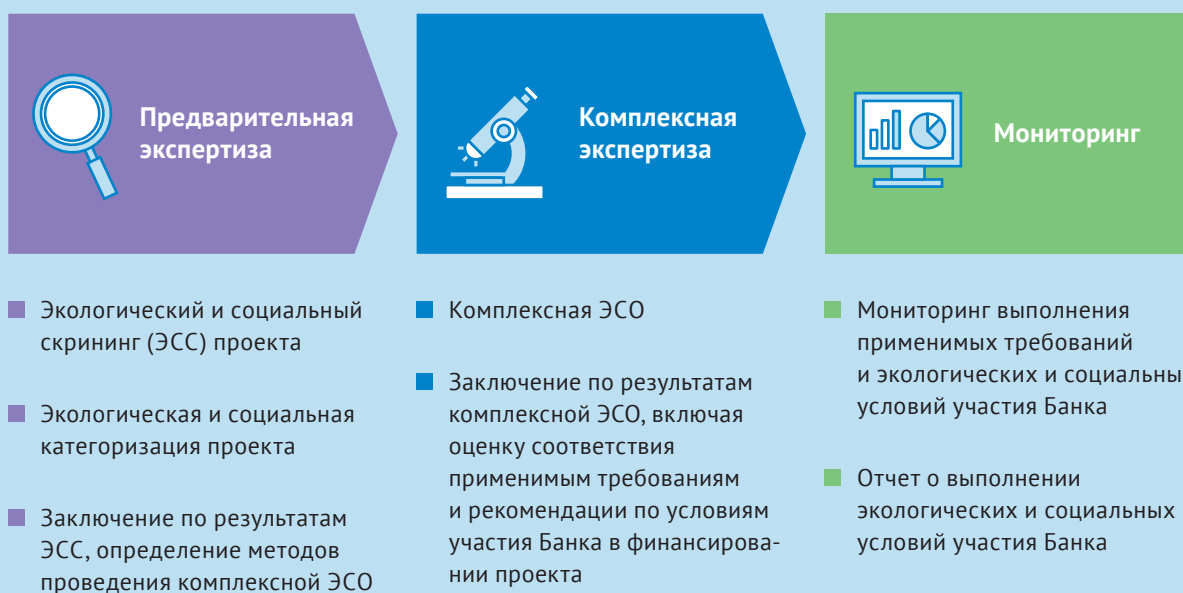 Предварительная
экспертиза
Комплексная
экспертиза
Мониторинг
Экологический и социальный
скрининг (ЭСС) проекта
Экологическая и социальная
категоризация проекта
Заключение по результатам
ЭСС, определение методов
проведения комплексной ЭСО
Комплексная ЭСО
Заключение по результатам
комплексной ЭСО, включая
оценку соответствия
применимым требованиям
и рекомендации по условиям
участия Банка в финансирова-
нии проекта
Мониторинг выполнения
применимых требований
и экологических и социальны
условий участия Банка
Отчет о выполнении
экологических и социальных
условий участия Банка